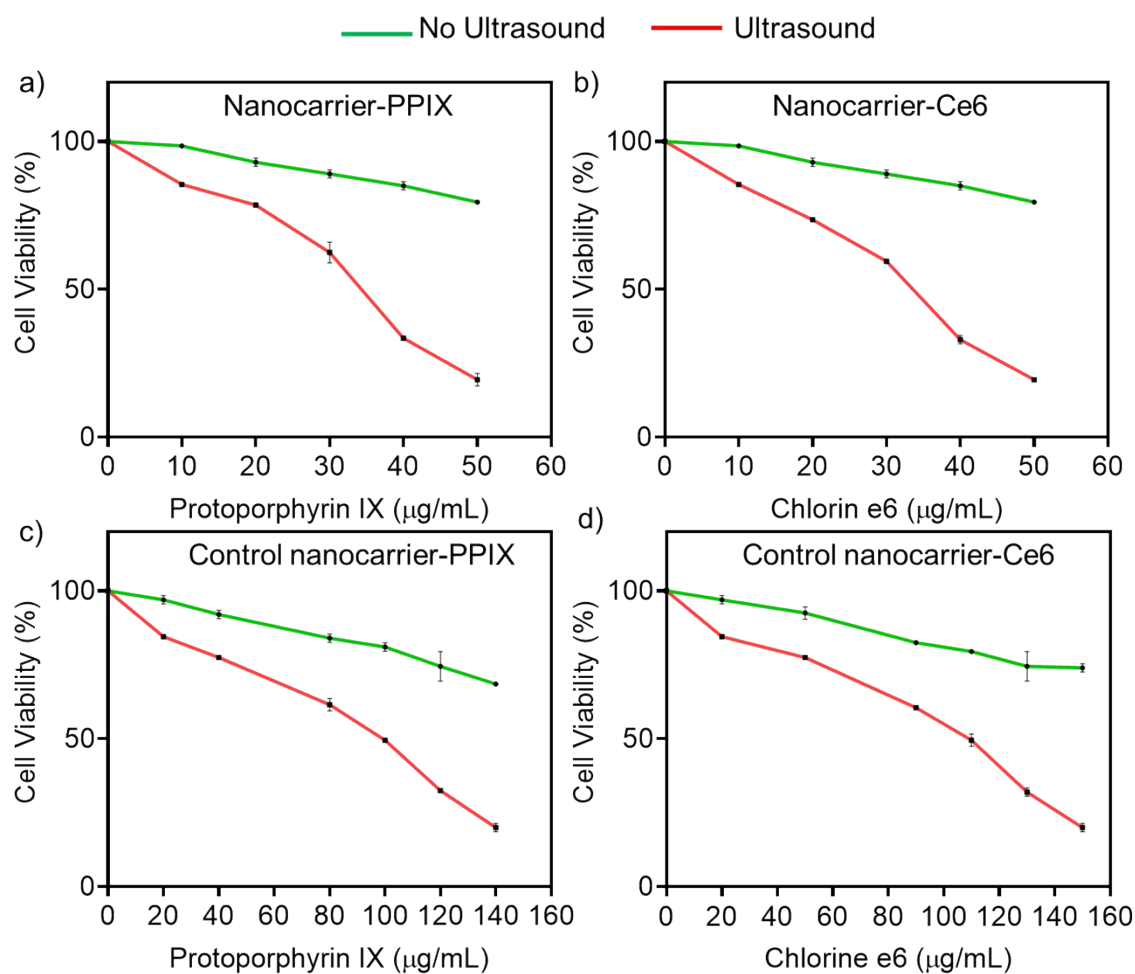 No Ultrasound Ultrasound
a) b)
Nanocarrier-PPIX
Cell Viability (%)
100
50
0
0 10 20 30 40 50 60
Protoporphyrin IX (μg/mL)
Nanocarrier-Ce6
Cell Viability (%)
100
50
0
0 10 20 30 40 50 60
Chlorin e6 (μg/mL)
c) d)
Control nanocarrier-PPIX
Cell Viability (%)
100
50
0
0 20 40 60 80 100 120 140 160
Protoporphyrin IX (μg/mL)
Control nanocarrier-Ce6
Cell Viability (%)
100
50
0
0 20 40 60 80 100 120 140 160
Chlorine e6 (μg/mL)